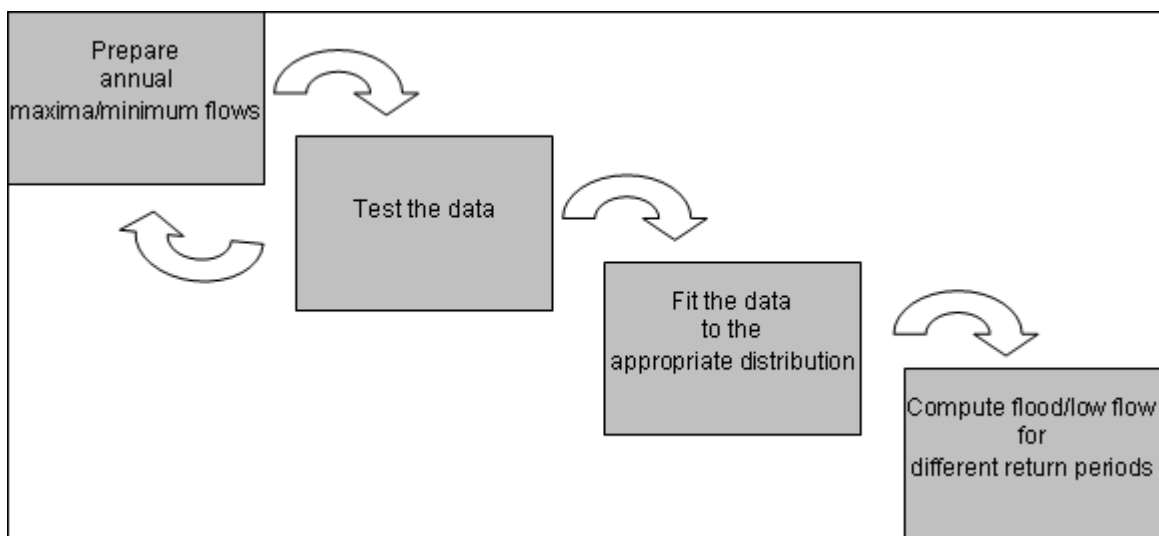 Prepare
annual
maxima/minimum flows
Test the data
Fit the data
to the
appropriate distribution
Compute flood/low flow
for
different return periods